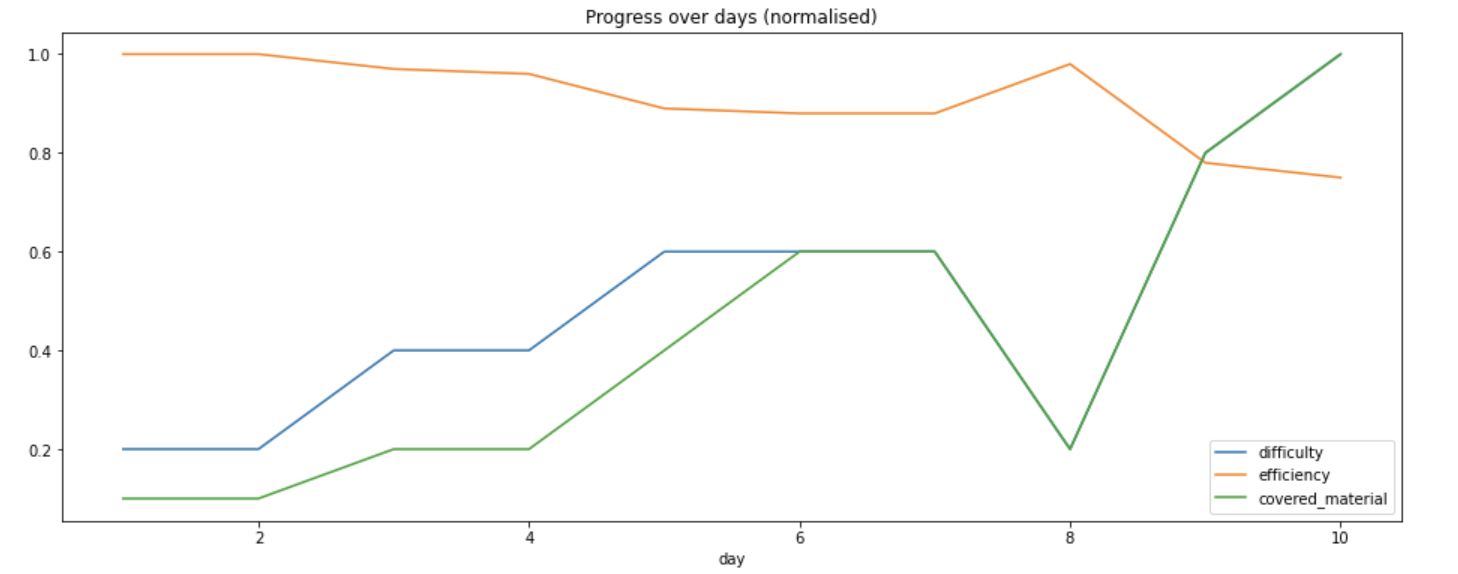 Progress over days (normalised)
1.0
0.8
0.6
0.4
0.2
difficulty
efficiency
covered_material
2 4 6 8 10
day